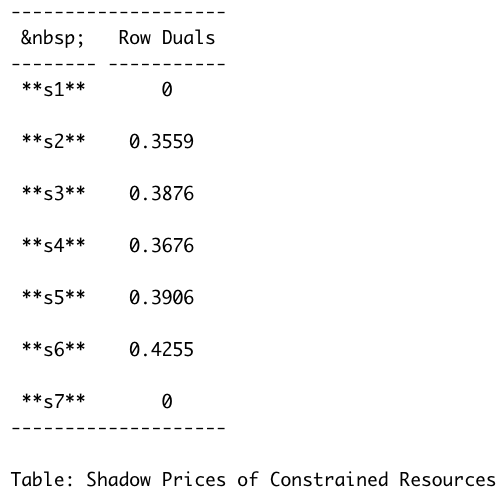 ---------------------
 &nbsp;   Row Duals
-------- -----------
 **s1**       0
 **s2**    0.3559
 **s3**    0.3876
 **s4**    0.3676
 **s5**    0.3906
 **s6**    0.4255
 **s7**       0
---------------------
Table: Shadow Prices of Constrained Resources